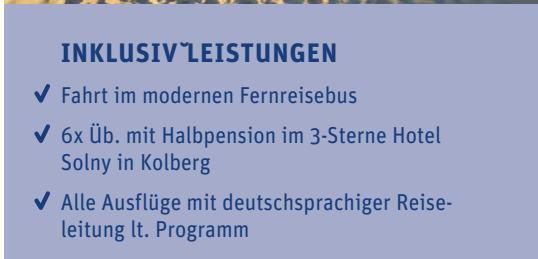 INKLUSIV˜LEISTUNGEN
✔ Fahrt im modernen Fernreisebus
✔ 6x Üb. mit Halbpension im 3-Sterne Hotel
Solny in Kolberg
✔ Alle Ausflüge mit deutschsprachiger Reise-
leitung lt. Programm